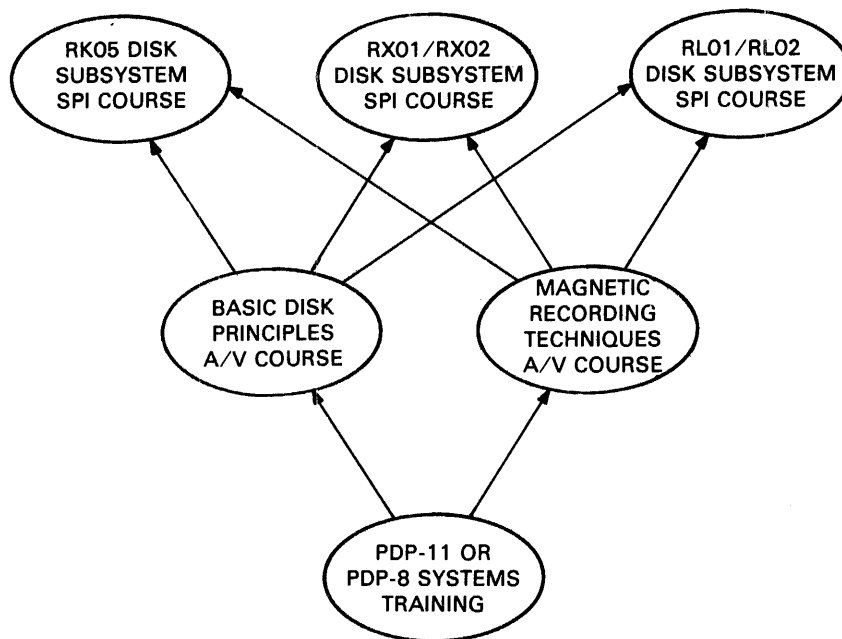 RK05 DISK
SUBSYSTEM
SPI COURSE
RX01/RX02
DISK SUBSYSTEM
SPI COURSE
RL01/RL02
DISK SUBSYSTEM
SPI COURSE
BASIC DISK
PRINCIPLES
A/V COURSE
MAGNETIC
RECORDING
TECHNIQUES
A/V COURSE
PDP-11 OR
PDP-8 SYSTEMS
TRAINING